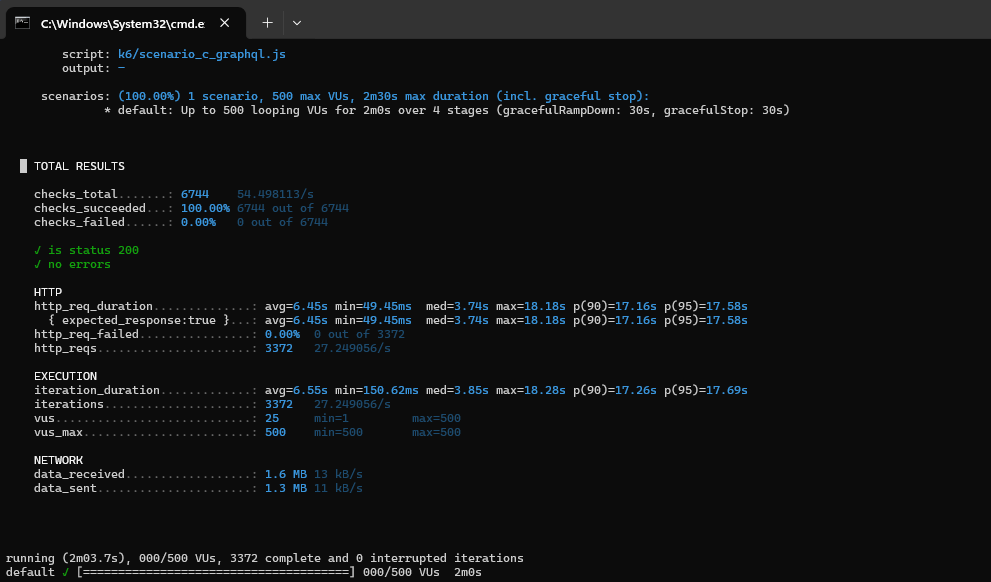 C:\Windows\System32\cmd.e
script: k6/scenario_c_graphql.js
output: -
scenarios: (100.00%) 1 scenario, 500 max VUs, 2m30s max duration (incl. graceful stop):
* default: Up to 500 looping VUs for 2m0s over 4 stages (gracefulRampDown: 30s, gracefulStop: 30s)
TOTAL RESULTS
checks_total.......: 6744 54.498113/s
checks_succeeded...: 100.00% 6744 out of 6744
checks_failed......: 0.00% 0 out of 6744
✓ is status 200
✓ no errors
HTTP
http_req_duration..............: avg=6.45s min=49.45ms med=3.74s max=18.18s p(90)=17.16s p(95)=17.58s
{ expected_response:true }...: avg=6.45s min=49.45ms med=3.74s max=18.18s p(90)=17.16s p(95)=17.58s
http_req_failed................: 0.00% 0 out of 3372
http_reqs......................: 3372 27.249056/s
EXECUTION
iteration_duration.............: avg=6.55s min=150.62ms med=3.85s max=18.28s p(90)=17.26s p(95)=17.69s
iterations.....................: 3372 27.249056/s
vus............................: 25 min=1 max=500
vus_max........................: 500 min=500 max=500
NETWORK
data_received..................: 1.6 MB 13 kB/s
data_sent......................: 1.3 MB 11 kB/s
running (2m03.7s), 000/500 VUs, 3372 complete and 0 interrupted iterations
default ✓ [======================================] 000/500 VUs 2m0s